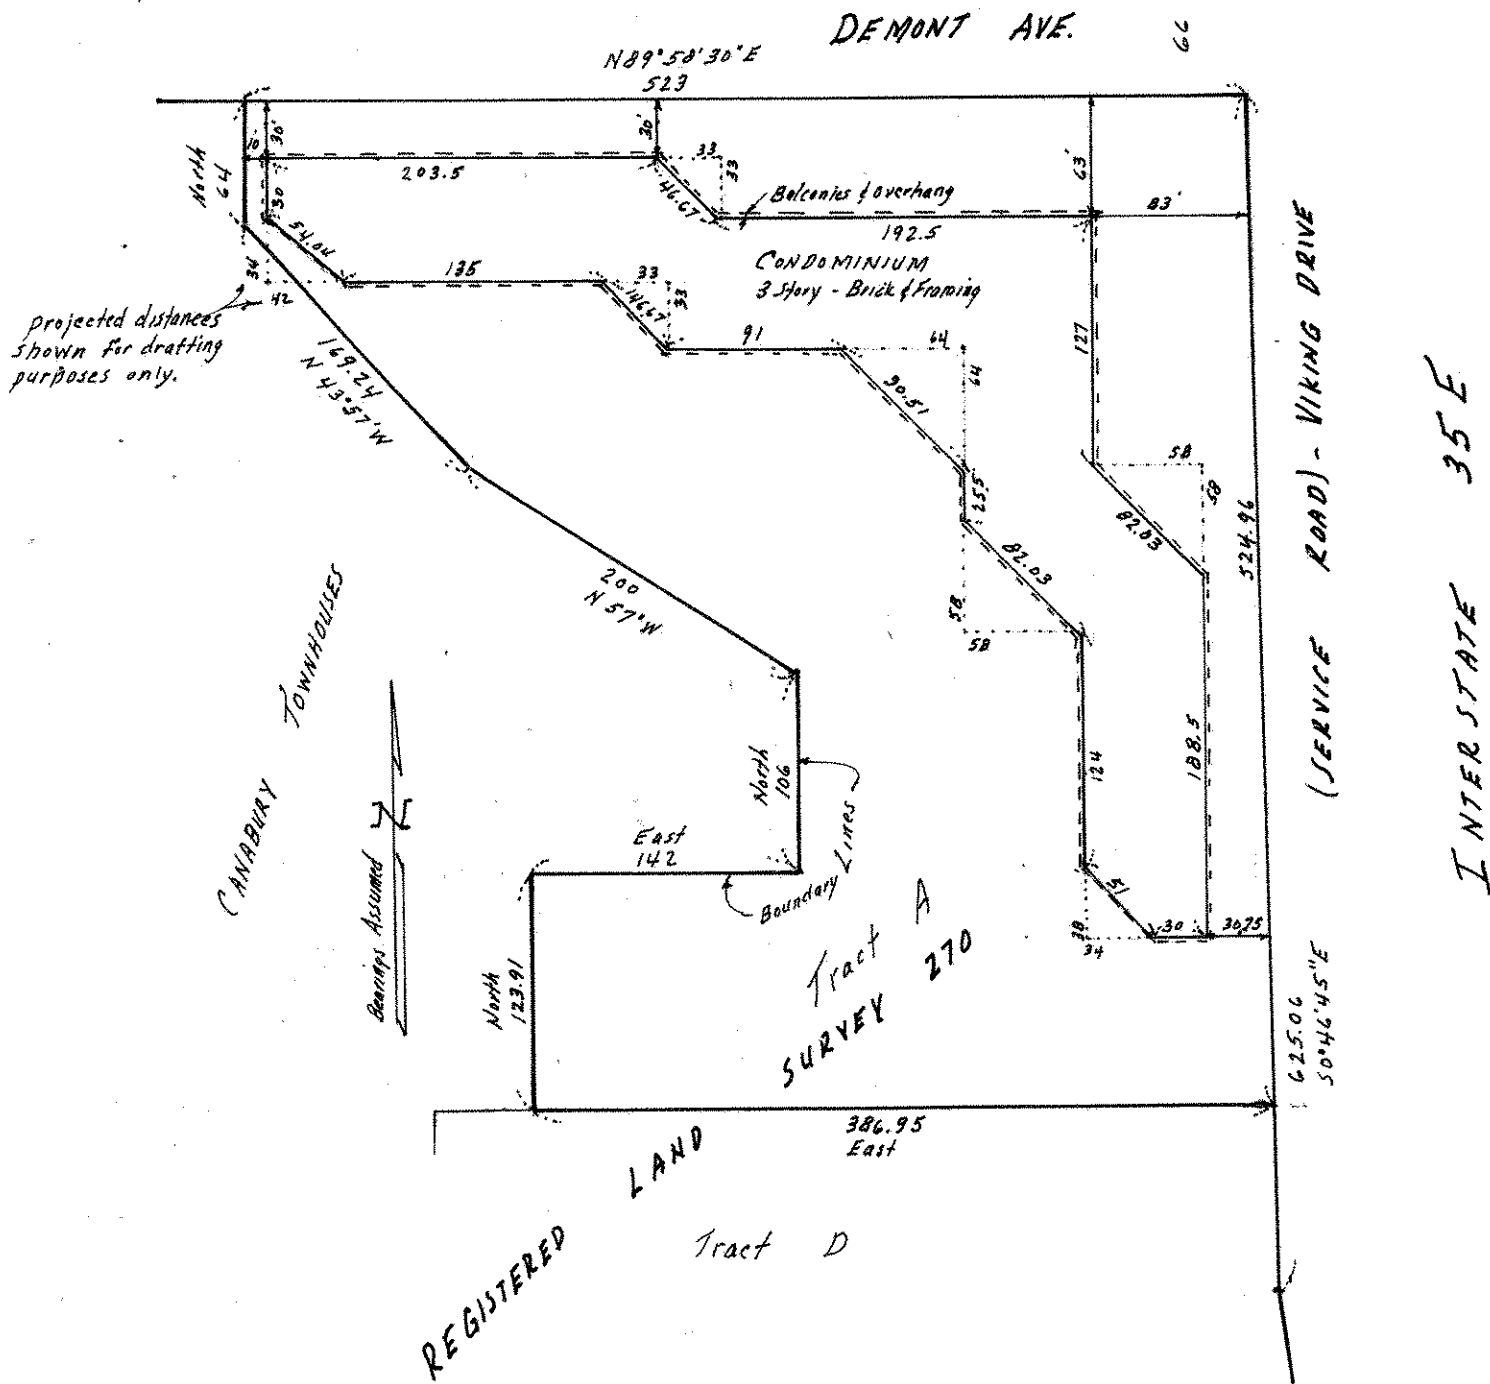 DEMONT AVE.
66
N89°58'30"E
523
North
64
10'
30'
30'
33
33
63'
203.5
30
46.67
Balconies & overhang
83'
192.5
54.04
34
42
135
33
33
46.67
CONDOMINIUM
3 Story - Brick & Framing
Projected distances
shown for drafting
purposes only.
91
64
64
127
169.24
N 43°57'W
90.51
58
58
82.03
25.5
524.96
200
N 57°W
82.03
58
58
(SERVICE ROAD) - VIKING DRIVE
INTERSTATE 35E
CANABURY TOWNHOUSES
Bearings Assumed
N
North
106
124
188.5
East
142
Boundary Lines
51
38
34
30
30.75
Tract A
SURVEY 270
North
123.91
625.06
S0°46'45"E
386.95
East
REGISTERED LAND
Tract D